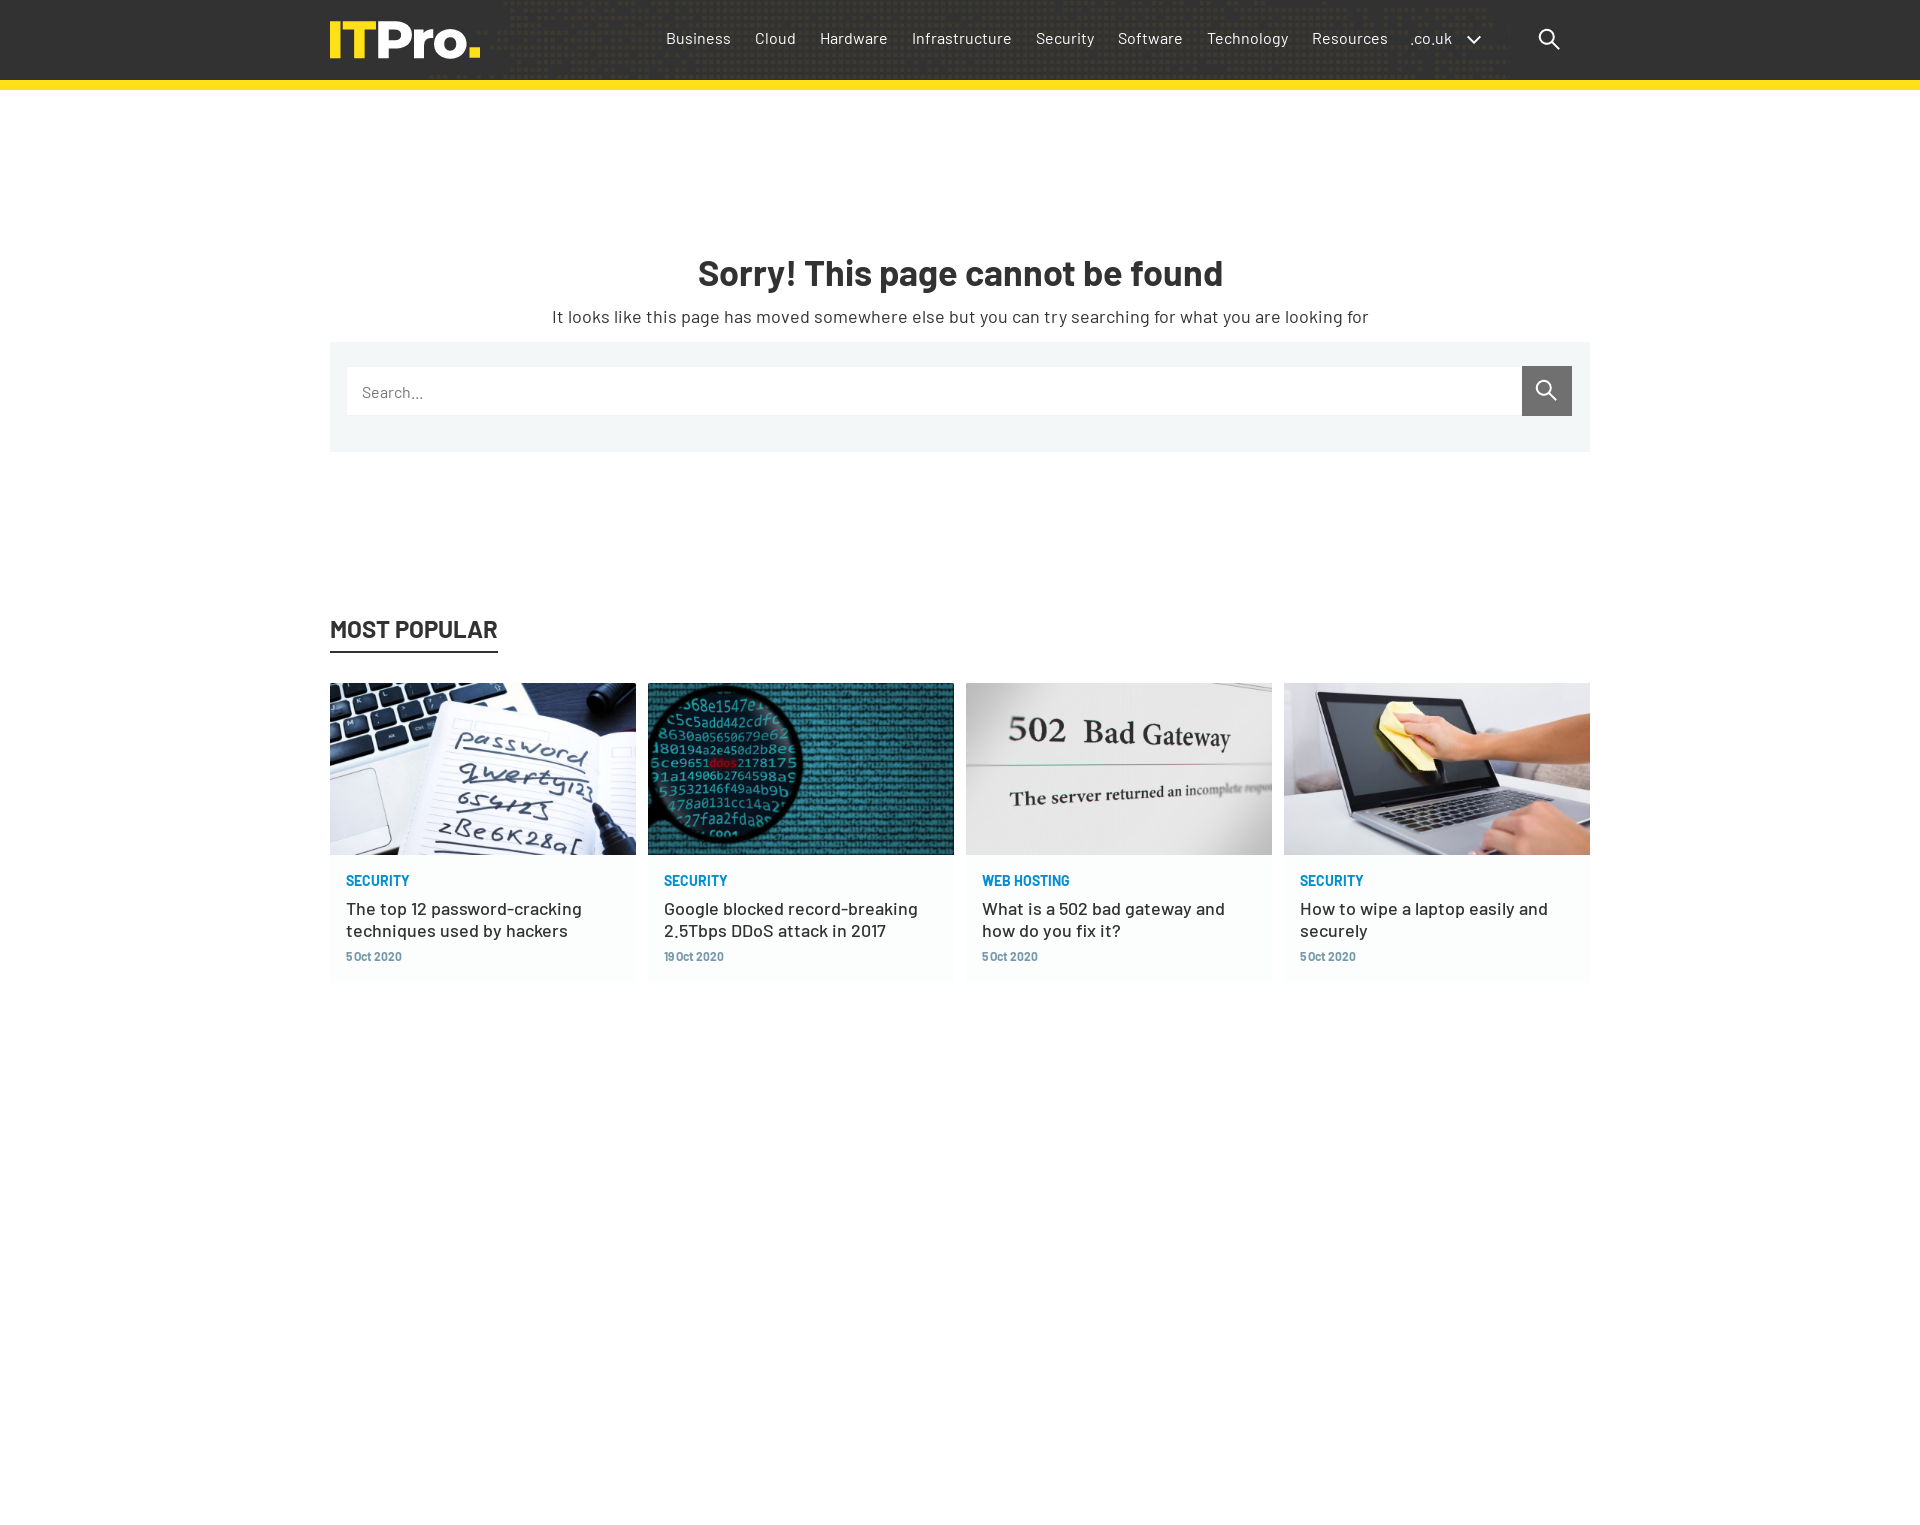 ITPro.
Business Cloud Hardware Infrastructure Security Software Technology Resources .co.uk
Sorry! This page cannot be found
It looks like this page has moved somewhere else but you can try searching for what you are looking for
Search...
MOST POPULAR
password
qwerty123
654123
zBe6K28a[
ddos
502 Bad Gateway
The server returned an incomplete
SECURITY
The top 12 password-cracking
techniques used by hackers
5 Oct 2020
SECURITY
Google blocked record-breaking
2.5Tbps DDoS attack in 2017
19 Oct 2020
WEB HOSTING
What is a 502 bad gateway and
how do you fix it?
5 Oct 2020
SECURITY
How to wipe a laptop easily and
securely
5 Oct 2020